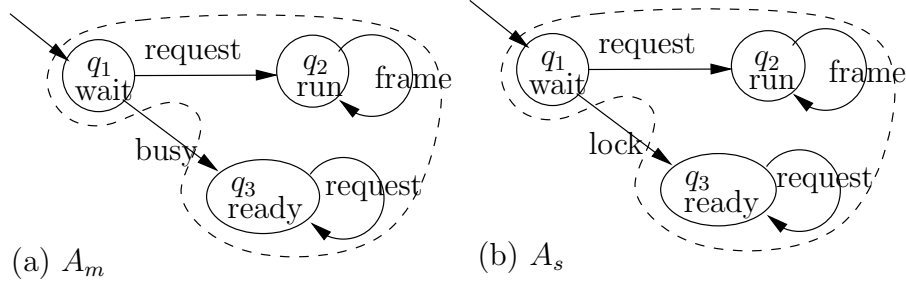 q₁
wait
request
q₂
run
frame
busy
q₃
ready
request
(a) Aₘ
q₁
wait
request
q₂
run
frame
lock
q₃
ready
request
(b) Aₛ